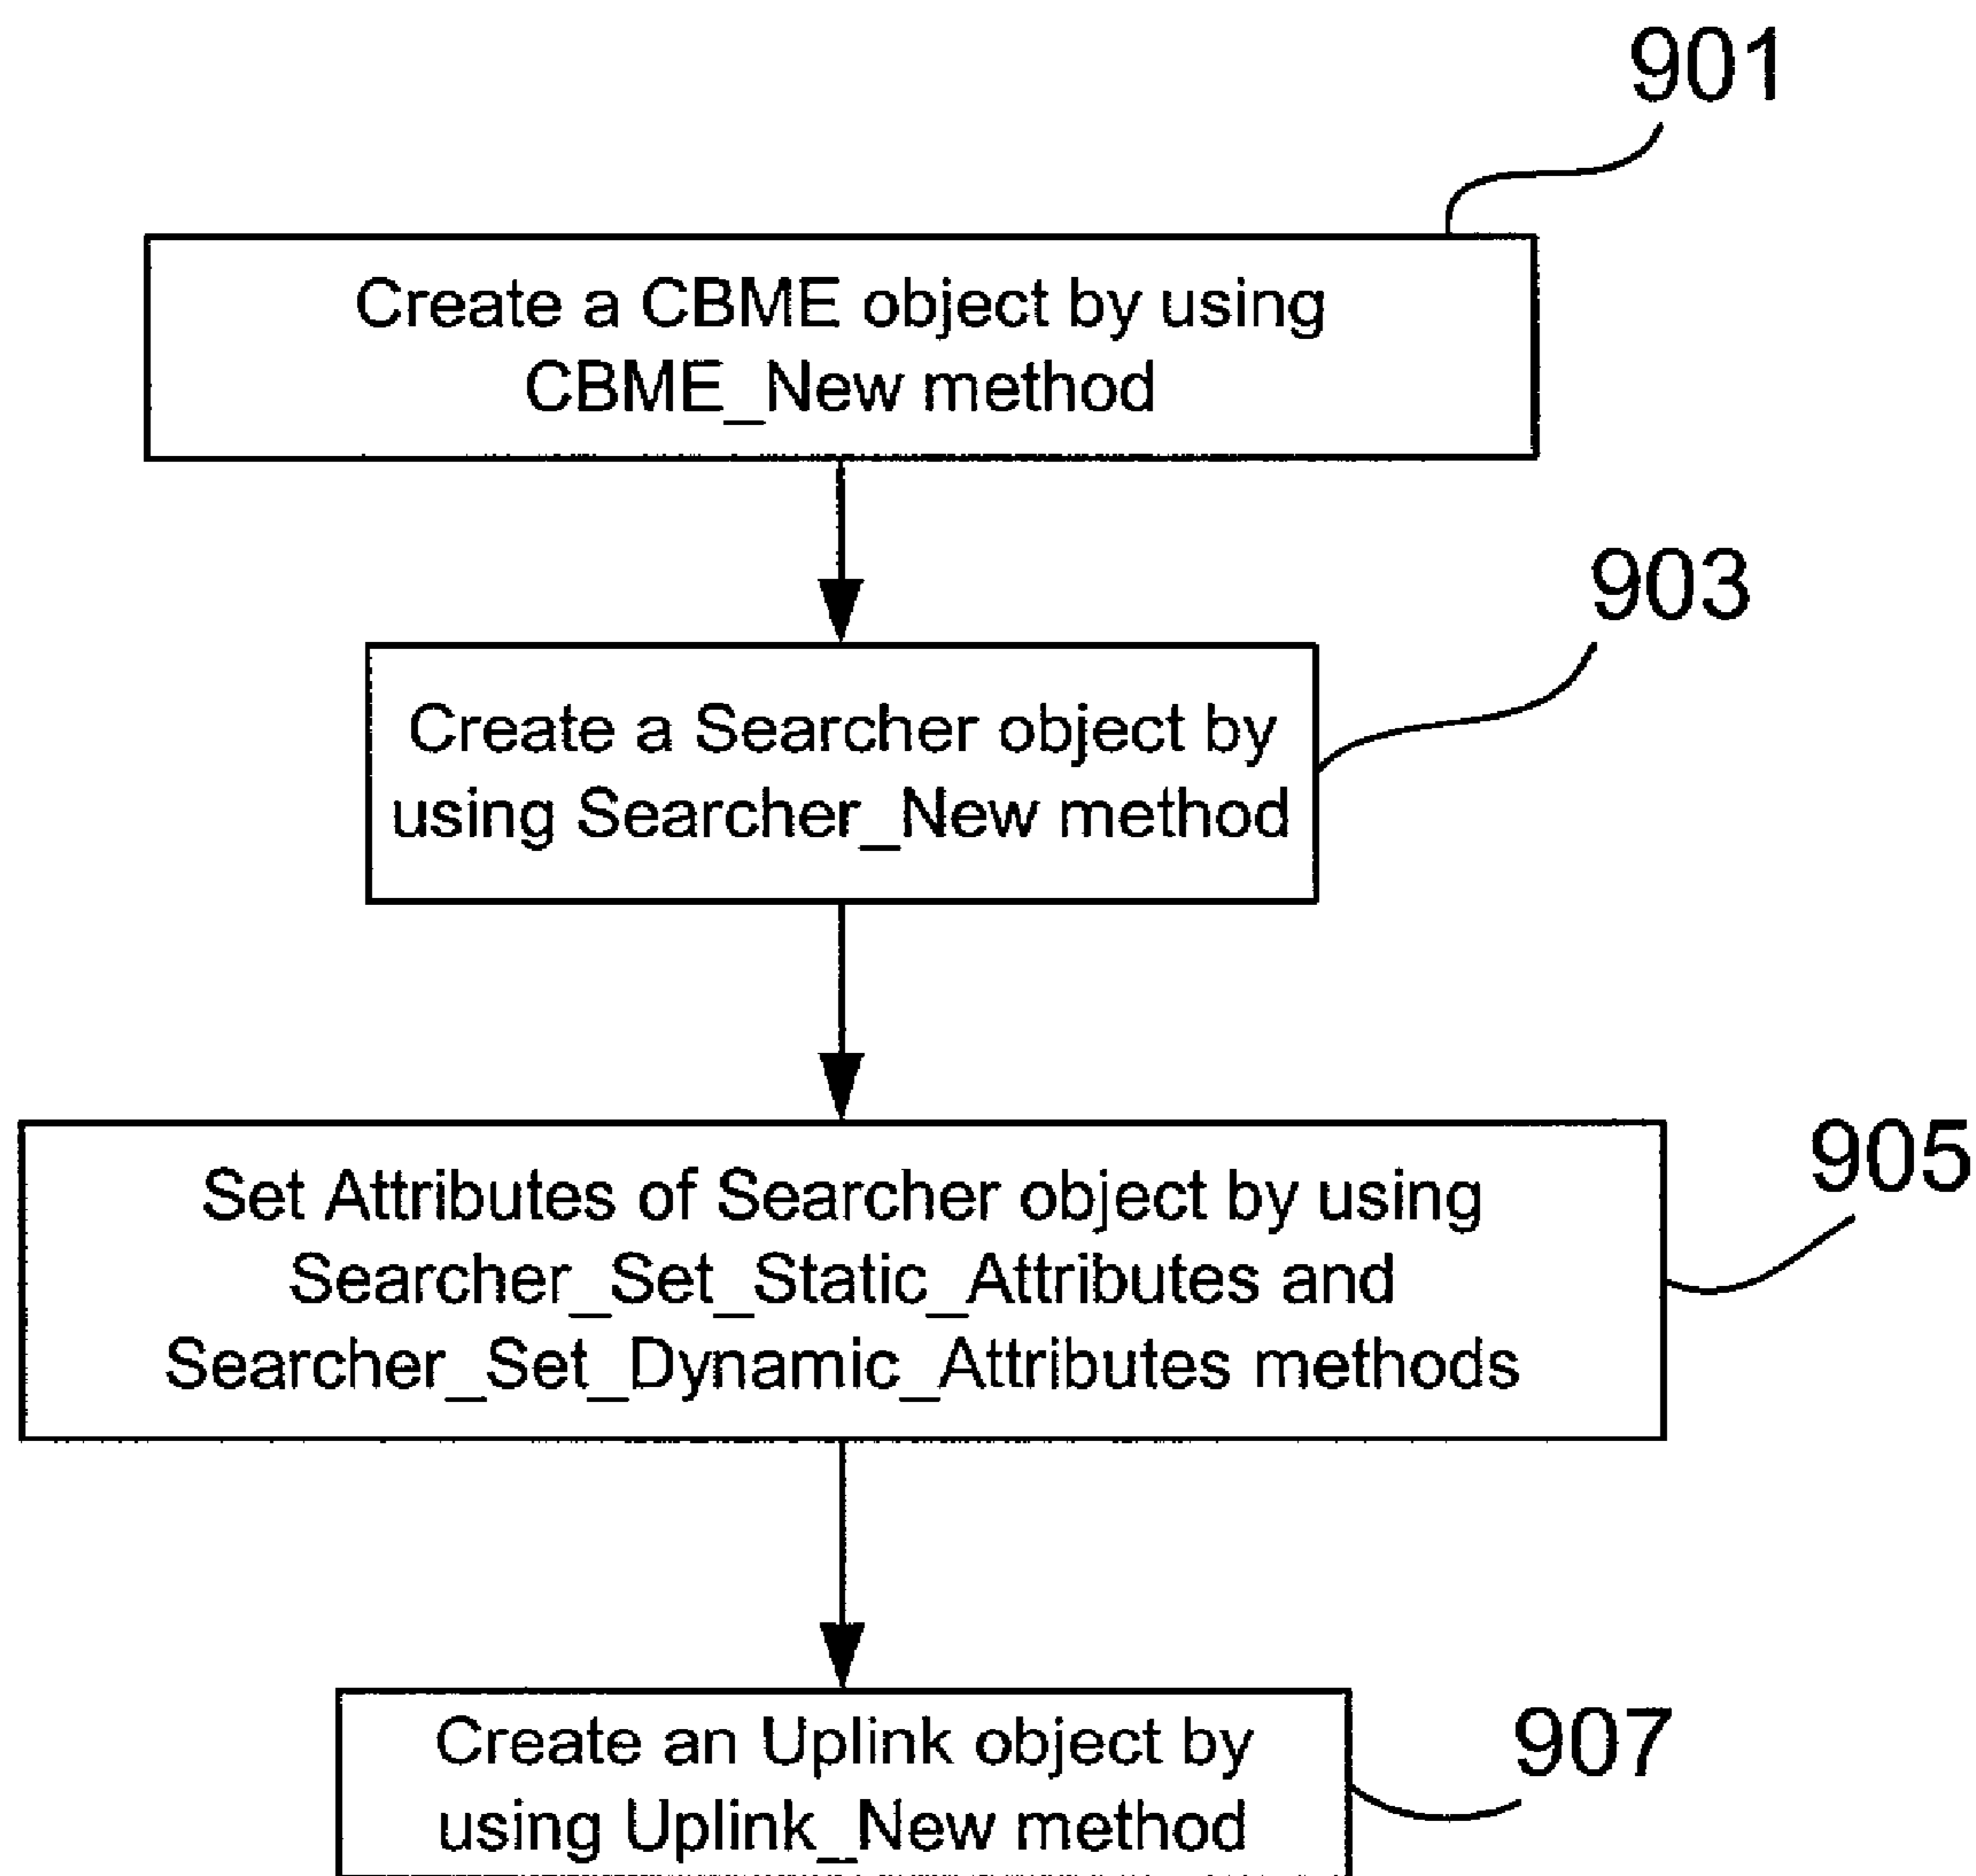 901
Create a CBME object by using
CBME_New method
903
Create a Searcher object by
using Searcher_New method
905
Set Attributes of Searcher object by using
Searcher_Set_Static_Attributes and
Searcher_Set_Dynamic_Attributes methods
907
Create an Uplink object by
using Uplink_New method